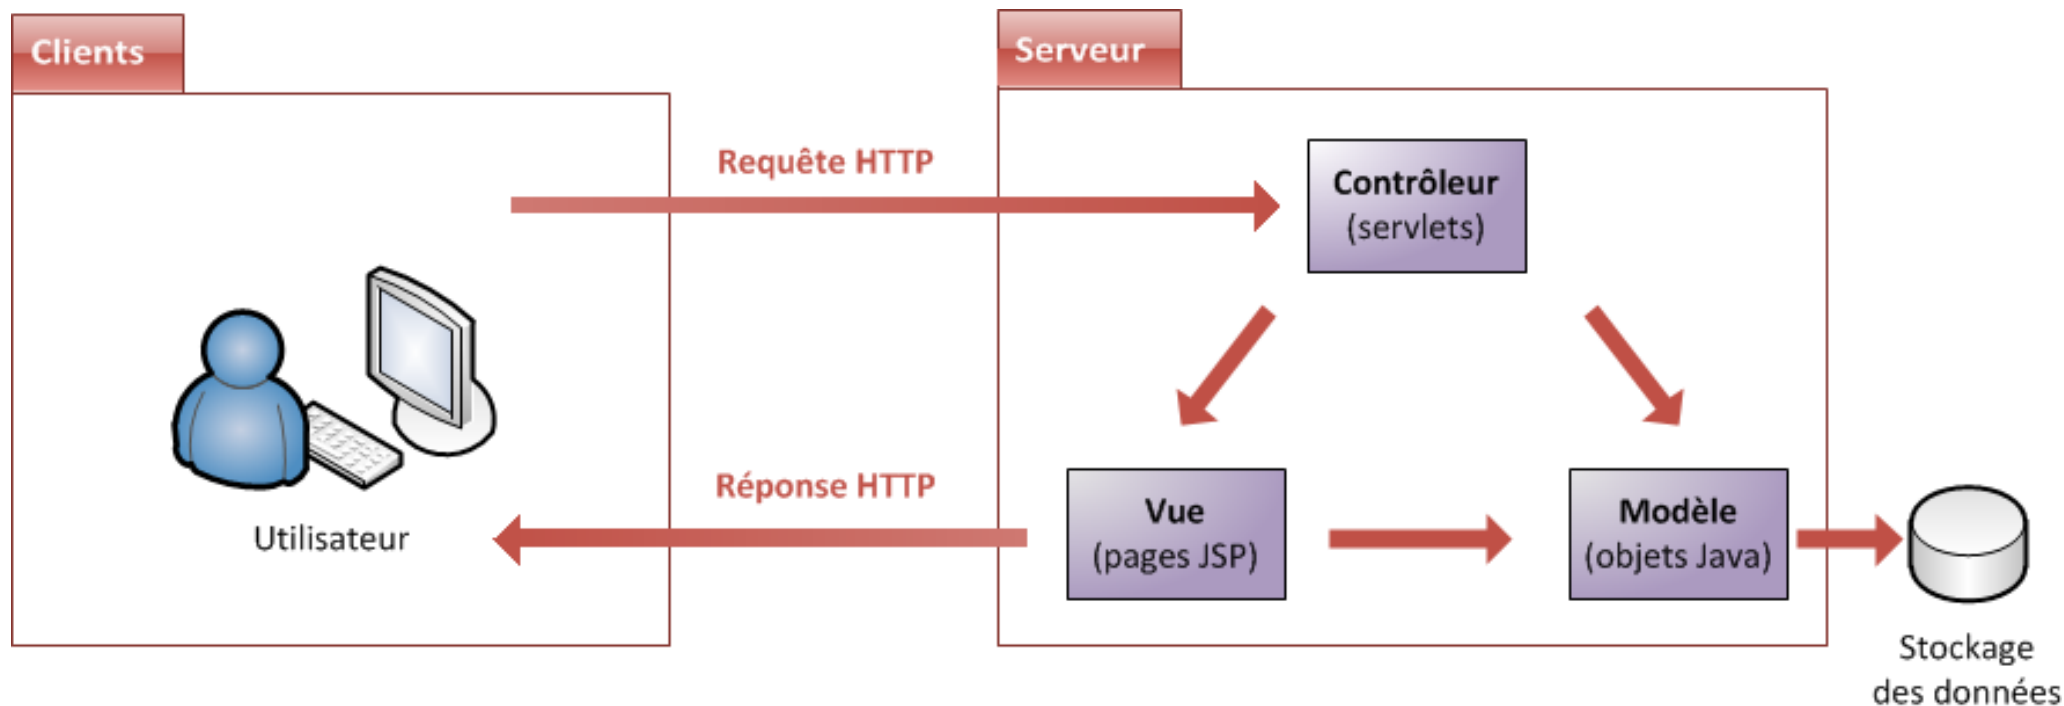 Clients
Serveur
Requête HTTP
Contrôleur
(servlets)
Réponse HTTP
Utilisateur
Vue
(pages JSP)
Modèle
(objets Java)
Stockage
des données